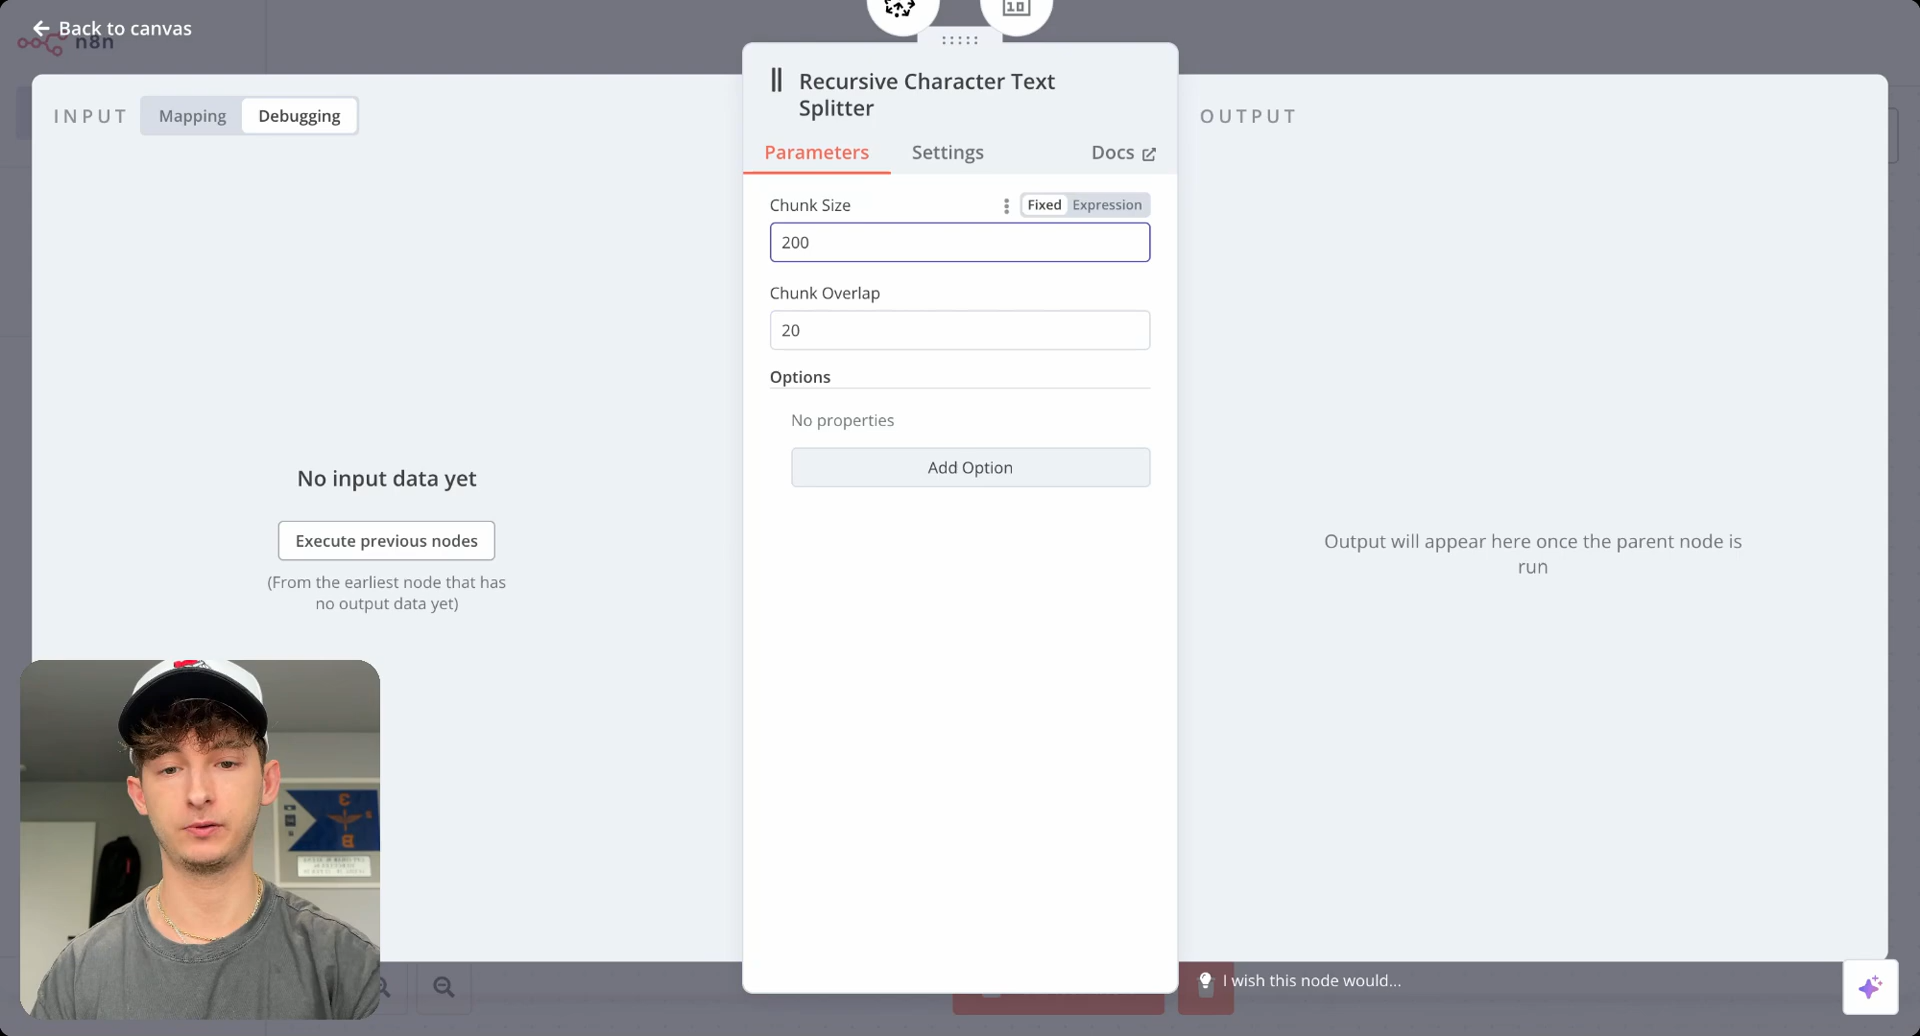 Back to canvas
n8n
INPUT
Mapping
Debugging
Recursive Character Text
Splitter
Parameters
Settings
Docs
OUTPUT
Chunk Size
Fixed
Expression
200
Chunk Overlap
20
Options
No properties
Add Option
No input data yet
Execute previous nodes
(From the earliest node that has
no output data yet)
Output will appear here once the parent node is
run
I wish this node would...